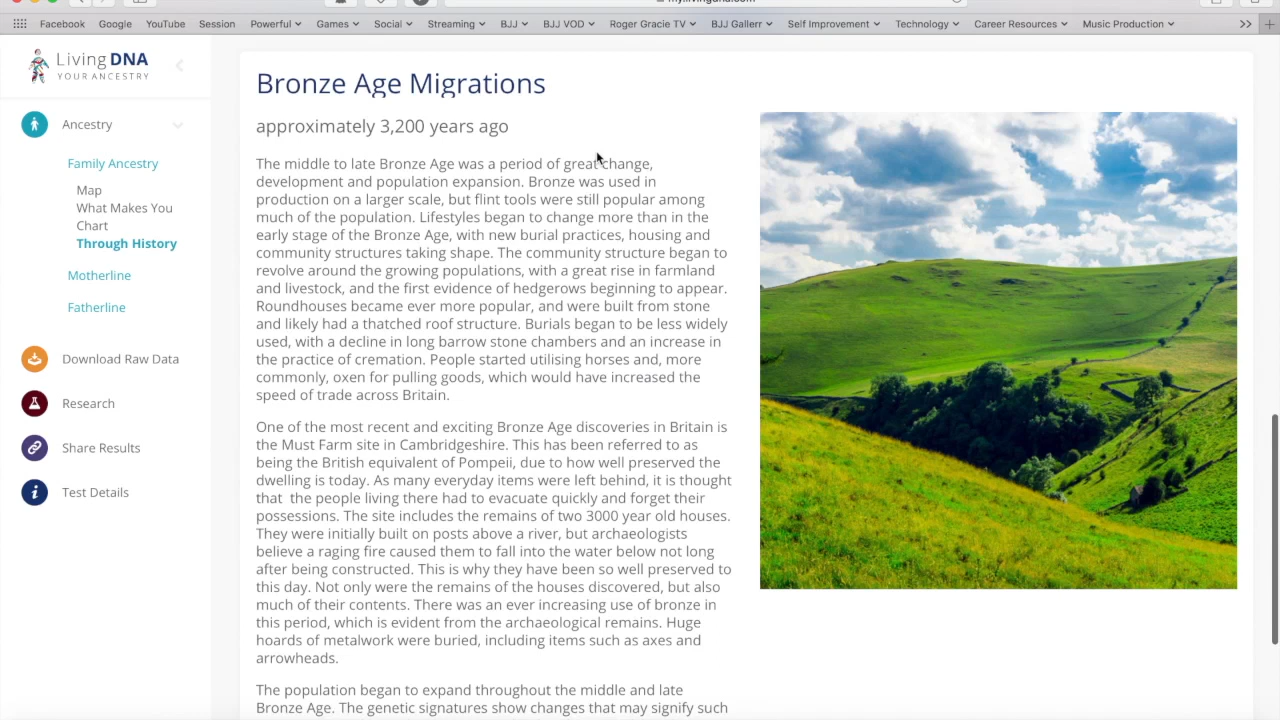 mylivingdna.com
Facebook Google YouTube Session Powerful Games Social Streaming BJJ BJJ VOD Roger Gracie TV BJJ Gallerr Self Improvement Technology Career Resources Music Production
Living DNA
YOUR ANCESTRY
Ancestry
Family Ancestry
Map
What Makes You
Chart
Through History
Motherline
Fatherline
Download Raw Data
Research
Share Results
Test Details
Bronze Age Migrations
approximately 3,200 years ago
The middle to late Bronze Age was a period of great change,
development and population expansion. Bronze was used in
production on a larger scale, but flint tools were still popular among
much of the population. Lifestyles began to change more than in the
early stage of the Bronze Age, with new burial practices, housing and
community structures taking shape. The community structure began to
revolve around the growing populations, with a great rise in farmland
and livestock, and the first evidence of hedgerows beginning to appear.
Roundhouses became ever more popular, and were built from stone
and likely had a thatched roof structure. Burials began to be less widely
used, with a decline in long barrow stone chambers and an increase in
the practice of cremation. People started utilising horses and, more
commonly, oxen for pulling goods, which would have increased the
speed of trade across Britain.
One of the most recent and exciting Bronze Age discoveries in Britain is
the Must Farm site in Cambridgeshire. This has been referred to as
being the British equivalent of Pompeii, due to how well preserved the
dwelling is today. As many everyday items were left behind, it is thought
that the people living there had to evacuate quickly and forget their
possessions. The site includes the remains of two 3000 year old houses.
They were initially built on posts above a river, but archaeologists
believe a raging fire caused them to fall into the water below not long
after being constructed. This is why they have been so well preserved to
this day. Not only were the remains of the houses discovered, but also
much of their contents. There was an ever increasing use of bronze in
this period, which is evident from the archaeological remains. Huge
hoards of metalwork were buried, including items such as axes and
arrowheads.
The population began to expand throughout the middle and late
Bronze Age. The genetic signatures show changes that may signify such